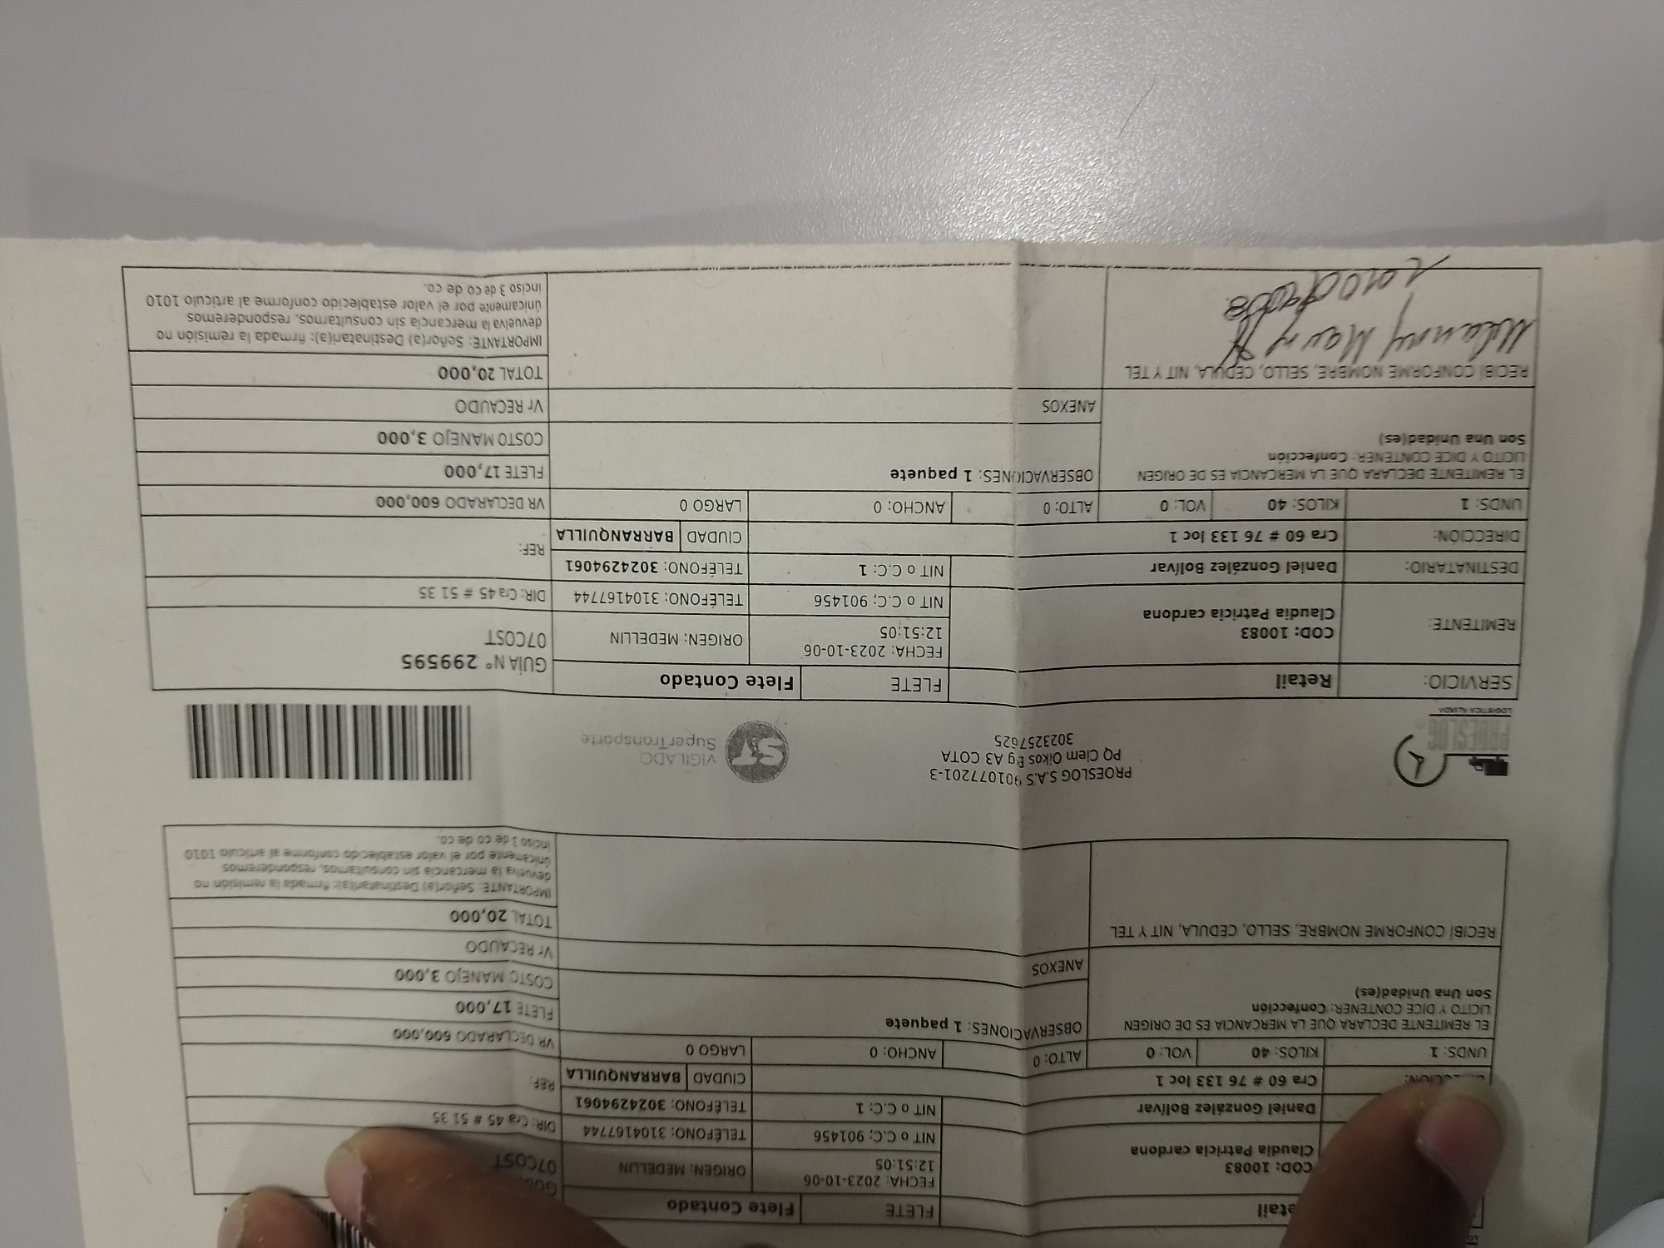 PROESLOG
LOGISTICA ALIADA
PROESLOG S.A.S 901077201-3
PQ Clem Oikos Bg A3 COTA
3023257625
ST
VIGILADO
SuperTransporte
SERVICIO: Retail FLETE Flete Contado
GUÍA N° 299595
07COST
REMITENTE: COD: 10083
Claudia Patricia cardona
FECHA: 2023-10-06
12:51:05
ORIGEN: MEDELLIN
NIT o C.C: 901456 TELÉFONO: 3104167744 DIR: Cra 45 # 51 35
DESTINATARIO: Daniel González Bolívar NIT o C.C: 1 TELÉFONO: 3024294061 REF:
DIRECCIÓN: Cra 60 # 76 133 loc 1 CIUDAD BARRANQUILLA
UNDS: 1 KILOS: 40 VOL: 0 ALTO: 0 ANCHO: 0 LARGO 0 VR DECLARADO 600,000
EL REMITENTE DECLARA QUE LA MERCANCIA ES DE ORIGEN
LICITO Y DICE CONTENER: Confección
Son Una Unidad(es)
OBSERVACIONES: 1 paquete
FLETE 17,000
COSTO MANEJO 3,000
ANEXOS
Vr RECAUDO
RECIBÍ CONFORME NOMBRE, SELLO, CEDULA, NIT Y TEL
TOTAL 20,000
IMPORTANTE: Señor(a) Destinatari(a): firmada la remisión no
devuelva la mercancia sin consultarnos, responderemos
únicamente por el valor establecido conforme al articulo 1010
inciso 3 de co de co.
Retail FLETE Flete Contado
07COST
COD: 10083
Claudia Patricia cardona
FECHA: 2023-10-06
12:51:05
ORIGEN: MEDELLIN
NIT o C.C: 901456 TELÉFONO: 3104167744 DIR: Cra 45 # 51 35
Daniel González Bolívar NIT o C.C: 1 TELÉFONO: 3024294061 REF:
Cra 60 # 76 133 loc 1 CIUDAD BARRANQUILLA
UNDS: 1 KILOS: 40 VOL: 0 ALTO: 0 ANCHO: 0 LARGO 0 VR DECLARADO 600,000
EL REMITENTE DECLARA QUE LA MERCANCIA ES DE ORIGEN
LICITO Y DICE CONTENER: Confección
Son Una Unidad(es)
OBSERVACIONES: 1 paquete
FLETE 17,000
COSTO MANEJO 3,000
ANEXOS
Vr RECAUDO
RECIBÍ CONFORME NOMBRE, SELLO, CEDULA, NIT Y TEL
TOTAL 20,000
IMPORTANTE: Señor(a) Destinatari(a): firmada la remisión no
devuelva la mercancia sin consultarnos, responderemos
únicamente por el valor establecido conforme al articulo 1010
inciso 3 de co de co.